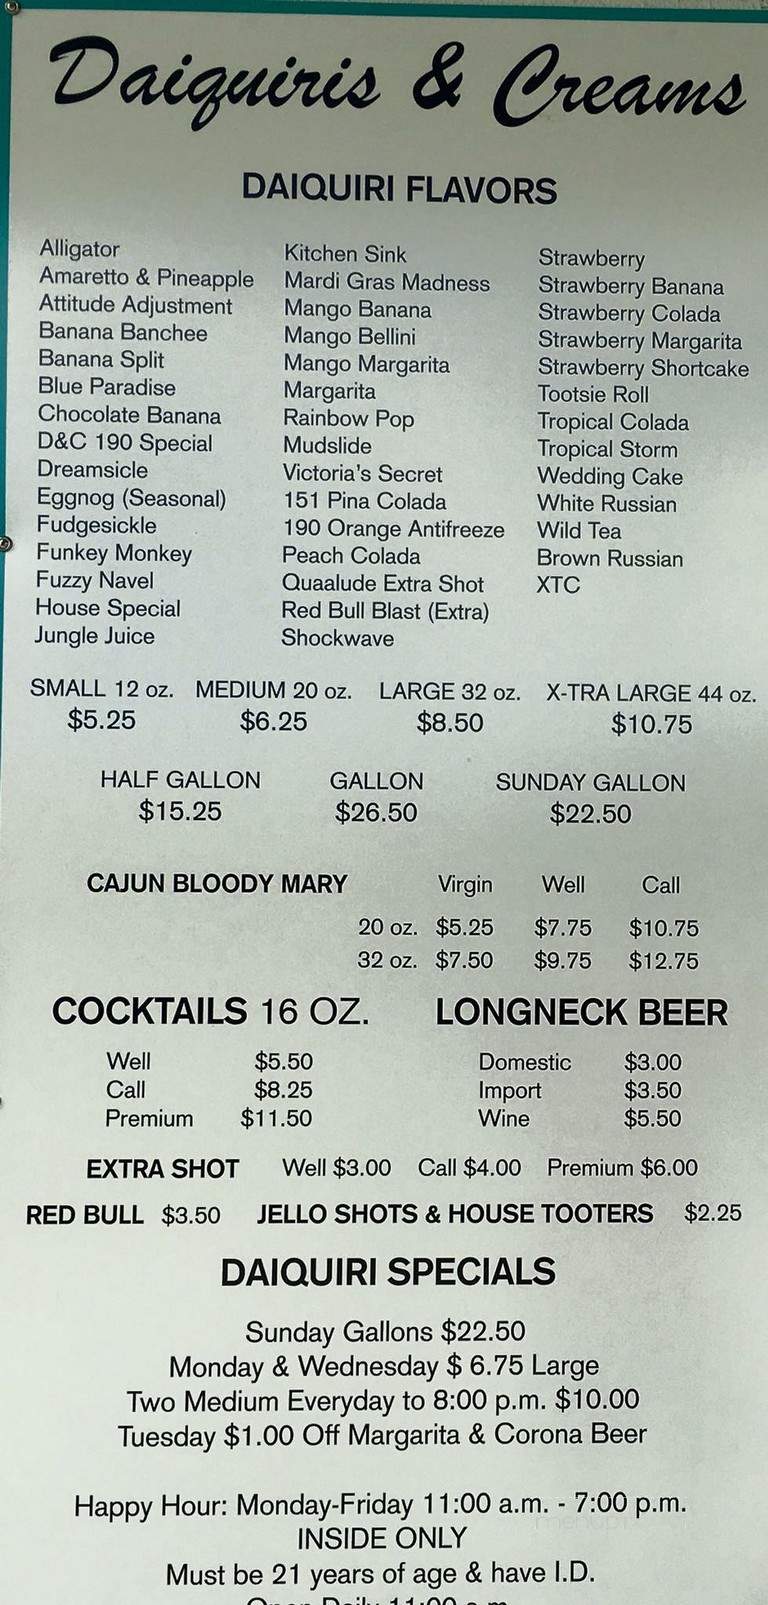 Daiquiris & Creams
DAIQUIRI FLAVORS
Alligator
Amaretto & Pineapple
Attitude Adjustment
Banana Banchee
Banana Split
Blue Paradise
Chocolate Banana
D&C 190 Special
Dreamsicle
Eggnog (Seasonal)
Fudgesickle
Funkey Monkey
Fuzzy Navel
House Special
Jungle Juice
Kitchen Sink
Mardi Gras Madness
Mango Banana
Mango Bellini
Mango Margarita
Margarita
Rainbow Pop
Mudslide
Victoria's Secret
151 Pina Colada
190 Orange Antifreeze
Peach Colada
Quaalude Extra Shot
Red Bull Blast (Extra)
Shockwave
Strawberry
Strawberry Banana
Strawberry Colada
Strawberry Margarita
Strawberry Shortcake
Tootsie Roll
Tropical Colada
Tropical Storm
Wedding Cake
White Russian
Wild Tea
Brown Russian
XTC
SMALL 12 oz. MEDIUM 20 oz. LARGE 32 oz. X-TRA LARGE 44 oz.
$5.25 $6.25 $8.50 $10.75
HALF GALLON GALLON SUNDAY GALLON
$15.25 $26.50 $22.50
CAJUN BLOODY MARY Virgin Well Call
20 oz. $5.25 $7.75 $10.75
32 oz. $7.50 $9.75 $12.75
COCKTAILS 16 OZ.
Well $5.50
Call $8.25
Premium $11.50
LONGNECK BEER
Domestic $3.00
Import $3.50
Wine $5.50
EXTRA SHOT Well $3.00 Call $4.00 Premium $6.00
RED BULL $3.50 JELLO SHOTS & HOUSE TOOTERS $2.25
DAIQUIRI SPECIALS
Sunday Gallons $22.50
Monday & Wednesday $ 6.75 Large
Two Medium Everyday to 8:00 p.m. $10.00
Tuesday $1.00 Off Margarita & Corona Beer
Happy Hour: Monday-Friday 11:00 a.m. - 7:00 p.m.
INSIDE ONLY
Must be 21 years of age & have I.D.
Open Daily 11:00 a.m.